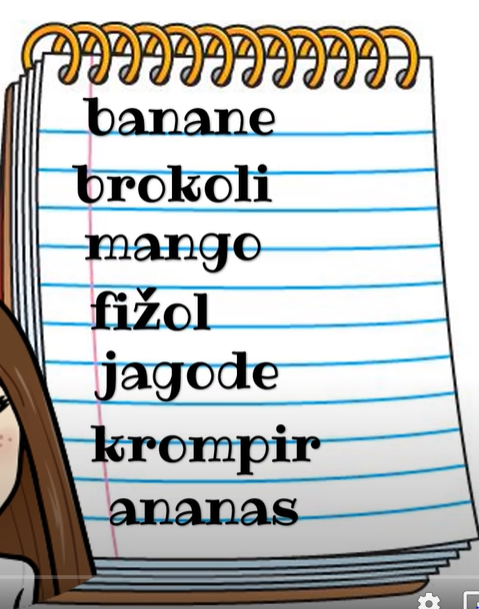 banane
brokoli
mango
fižol
jagode
krompir
ananas